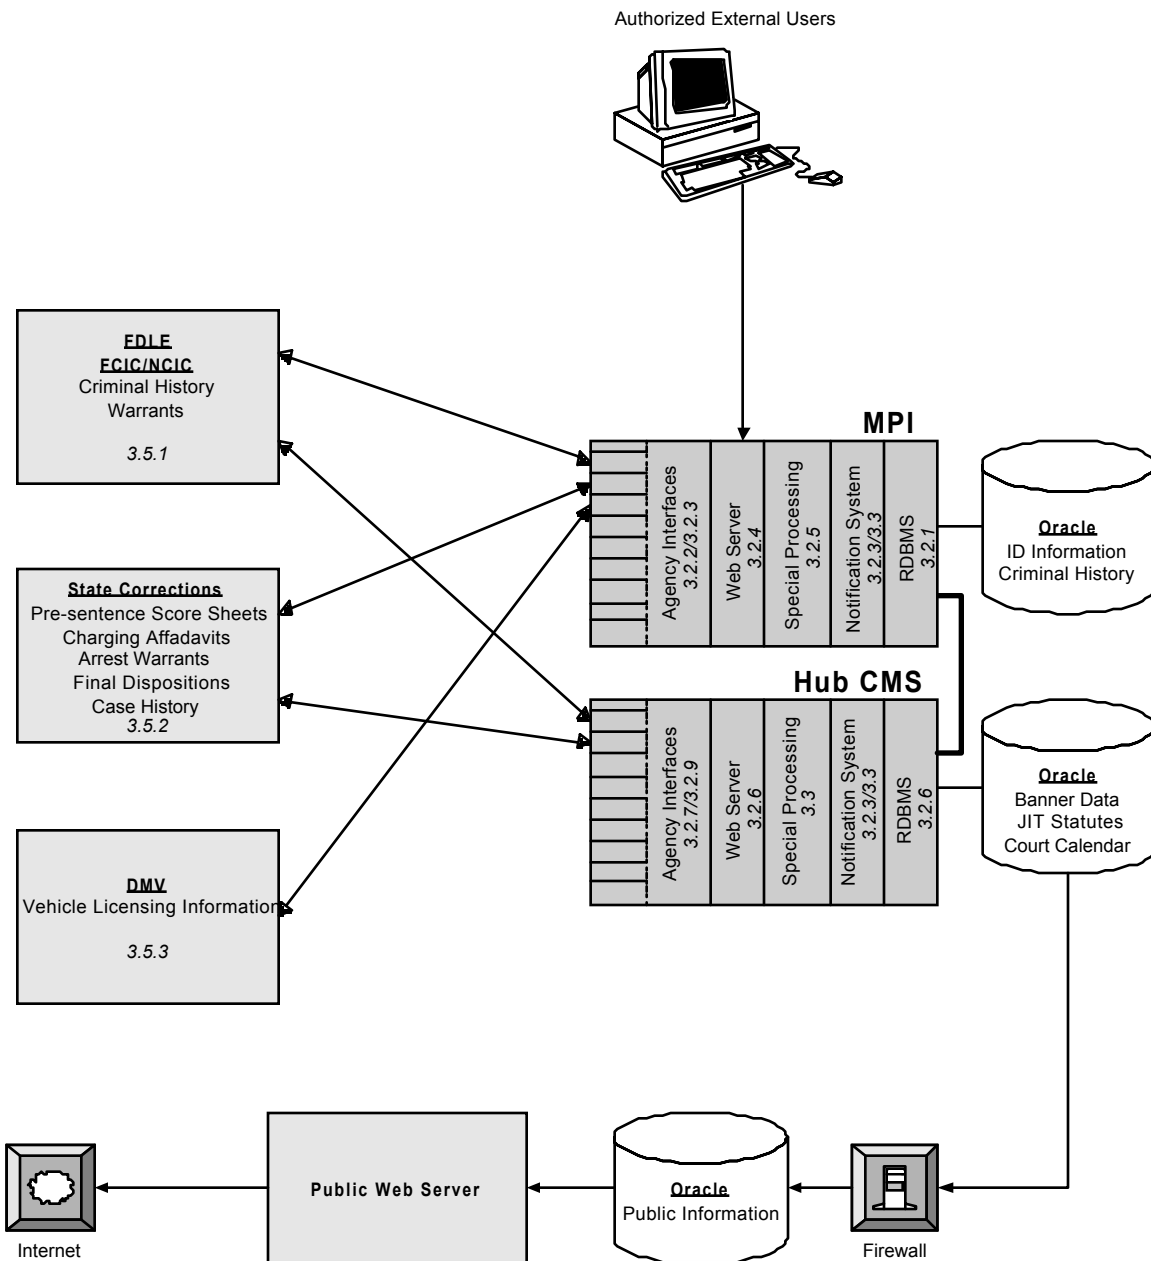 Authorized External Users
FDLE
FCIC/NCIC
Criminal History
Warrants
3.5.1
State Corrections
Pre-sentence Score Sheets
Charging Affadavits
Arrest Warrants
Final Dispositions
Case History
3.5.2
DMV
Vehicle Licensing Information
3.5.3
MPI
Agency Interfaces
3.2.2/3.2.3
Web Server
3.2.4
Special Processing
3.2.5
Notification System
3.2.3/3.3
RDBMS
3.2.1
Oracle
ID Information
Criminal History
Hub CMS
Agency Interfaces
3.2.7/3.2.9
Web Server
3.2.6
Special Processing
3.3
Notification System
3.2.3/3.3
RDBMS
3.2.6
Oracle
Banner Data
JIT Statutes
Court Calendar
Internet
Public Web Server
Oracle
Public Information
Firewall